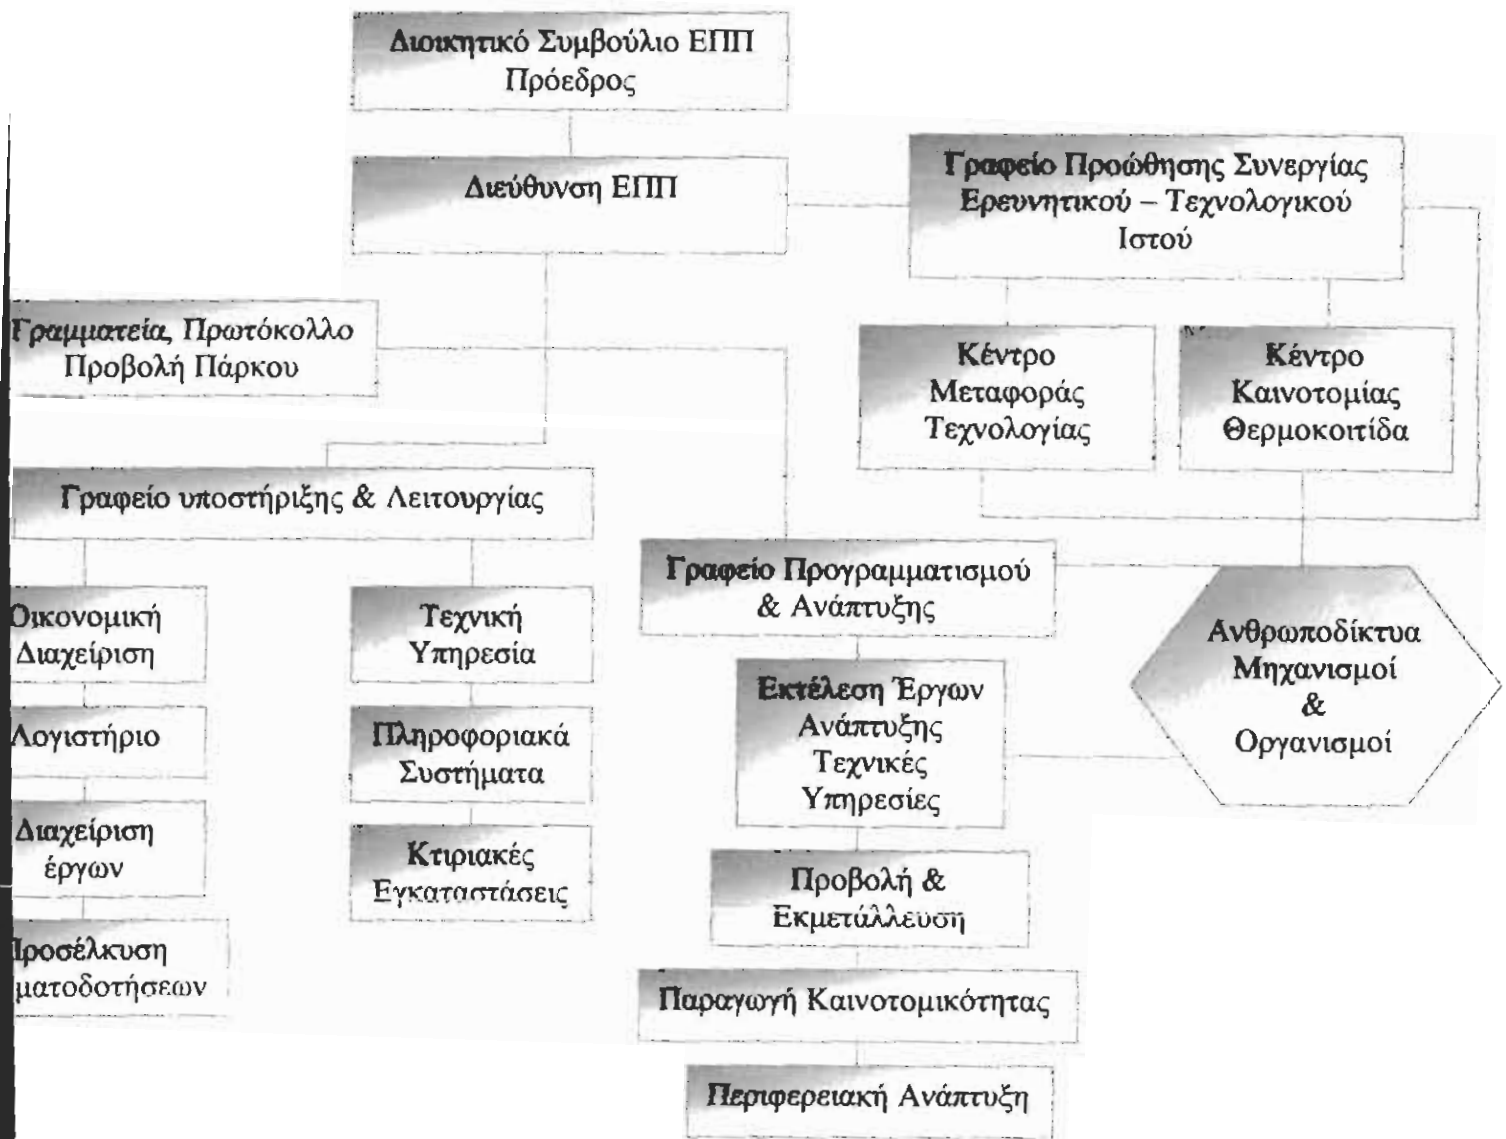 Διοικητικό Συμβούλιο ΕΠΠ
Πρόεδρος
Διεύθυνση ΕΠΠ
Γραφείο Προώθησης Συνεργίας
Ερευνητικού – Τεχνολογικού
Ιστού
Γραμματεία, Πρωτόκολλο
Προβολή Πάρκου
Κέντρο
Μεταφοράς
Τεχνολογίας
Κέντρο
Καινοτομίας
Θερμοκοιτίδα
Γραφείο υποστήριξης & Λειτουργίας
Οικονομική
Διαχείριση
Λογιστήριο
Διαχείριση
έργων
Προσέλκυση
ματοδοτήσεων
Τεχνική
Υπηρεσία
Πληροφοριακά
Συστήματα
Κτιριακές
Εγκαταστάσεις
Γραφείο Προγραμματισμού
& Ανάπτυξης
Εκτέλεση Έργων
Ανάπτυξης
Τεχνικές
Υπηρεσίες
Προβολή &
Εκμετάλλευση
Παραγωγή Καινοτομικότητας
Περιφερειακή Ανάπτυξη
Ανθρωποδίκτυα
Μηχανισμοί
&
Οργανισμοί